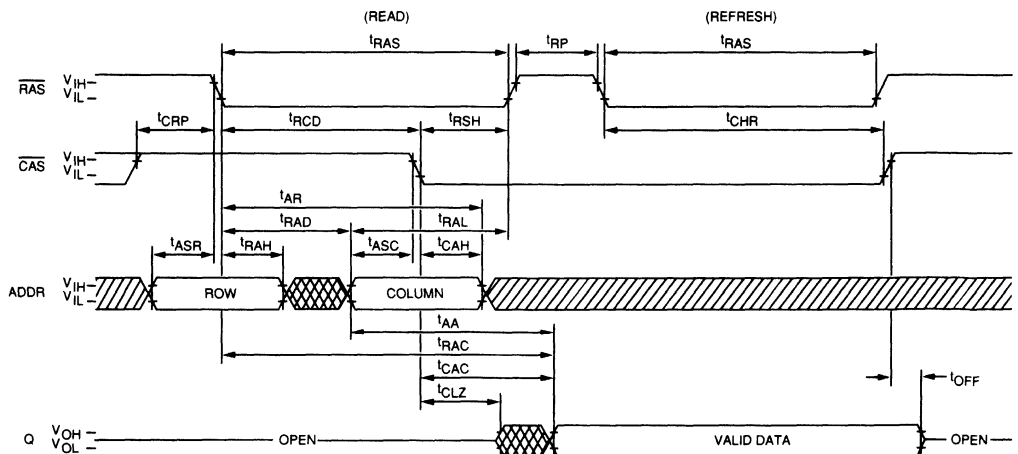 (READ) (REFRESH)
tRAS tRP tRAS
RAS VIH VIL
tCRP tRCD tRSH tCHR
CAS VIH VIL
tAR
tRAD tRAL
tASR tRAH tASC tCAH
ADDR VIH VIL ROW COLUMN
tAA
tRAC
tCAC
tCLZ tOFF
Q VOH VOL OPEN VALID DATA OPEN